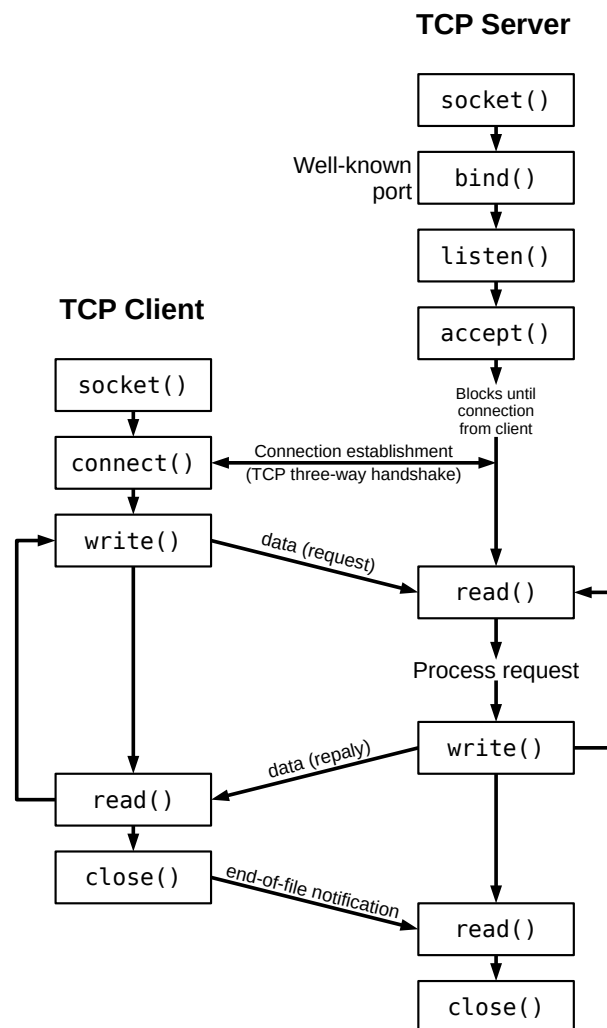 TCP Server
socket()
Well-known
port
bind()
listen()
TCP Client
accept()
socket()
Blocks until
connection
from client
connect()
Connection establishment
(TCP three-way handshake)
write()
data (request)
read()
Process request
write()
data (repaly)
read()
close()
end-of-file notification
read()
close()